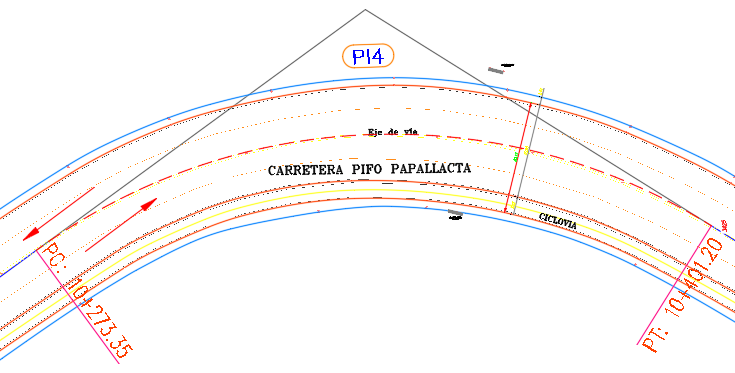 PI4
Eje de via
CARRETERA PIFO PAPALLACTA
CICLOVIA
PC: 10+273.35
PT: 10+401.20